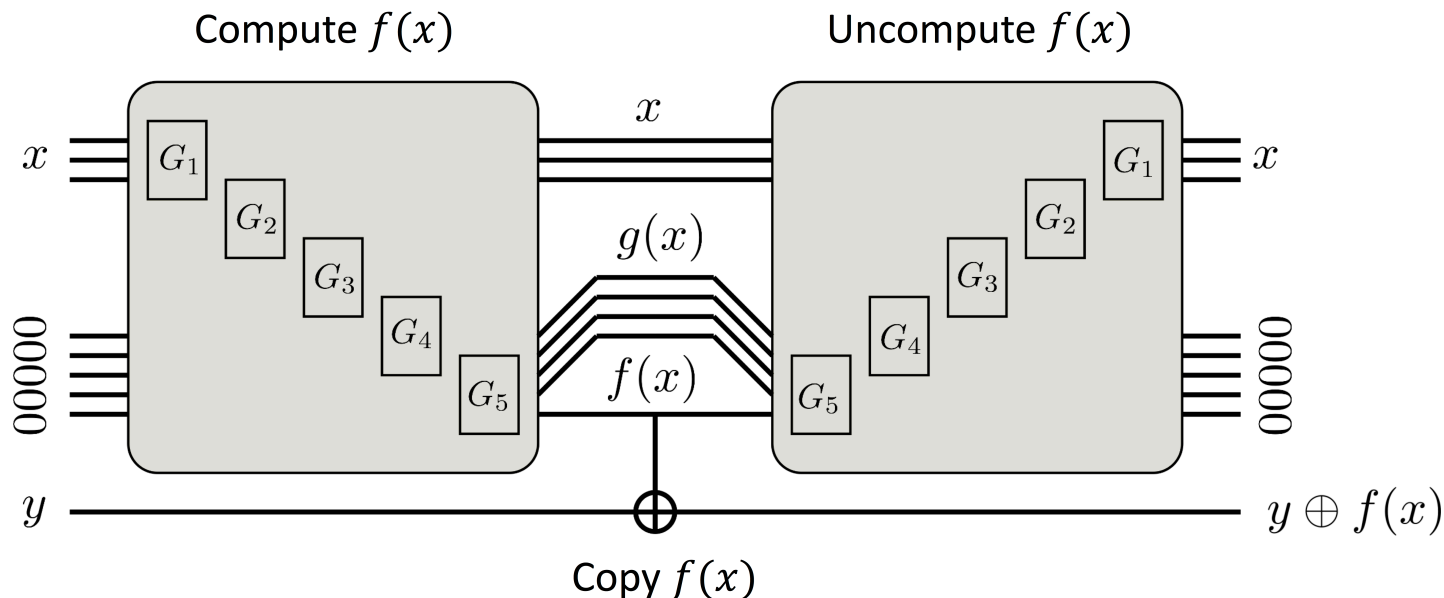 Compute f(x)
Uncompute f(x)
x
x
G₁
G₁
x
G₂
G₂
g(x)
G₃
G₃
00000
G₄
G₄
00000
f(x)
G₅
G₅
y
y ⊕ f(x)
Copy f(x)